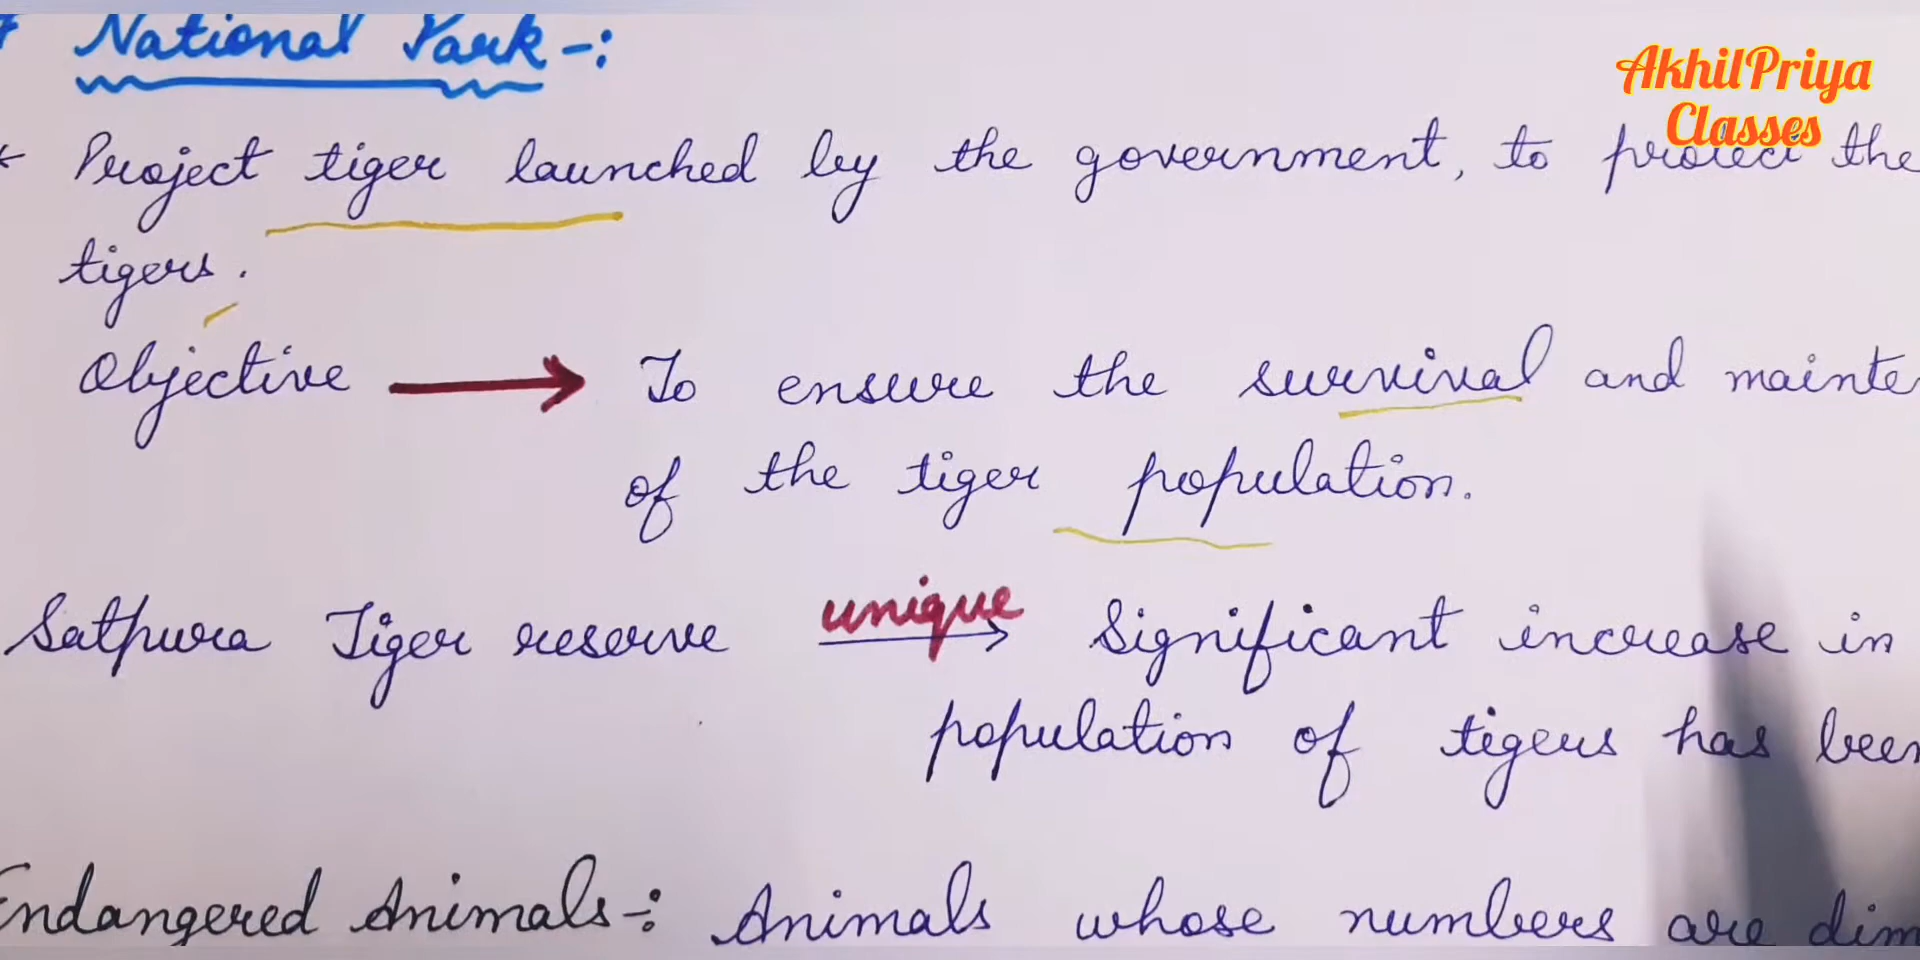 National Park-:
AkhilPriya
Classes
Project tiger launched by the government, to protect the
tigers.
Objective → To ensure the survival and mainte
of the tiger population.
Satpura Tiger reserve unique → Significant increase in
population of tigers has been
Endangered Animals-: Animals whose numbers are dim